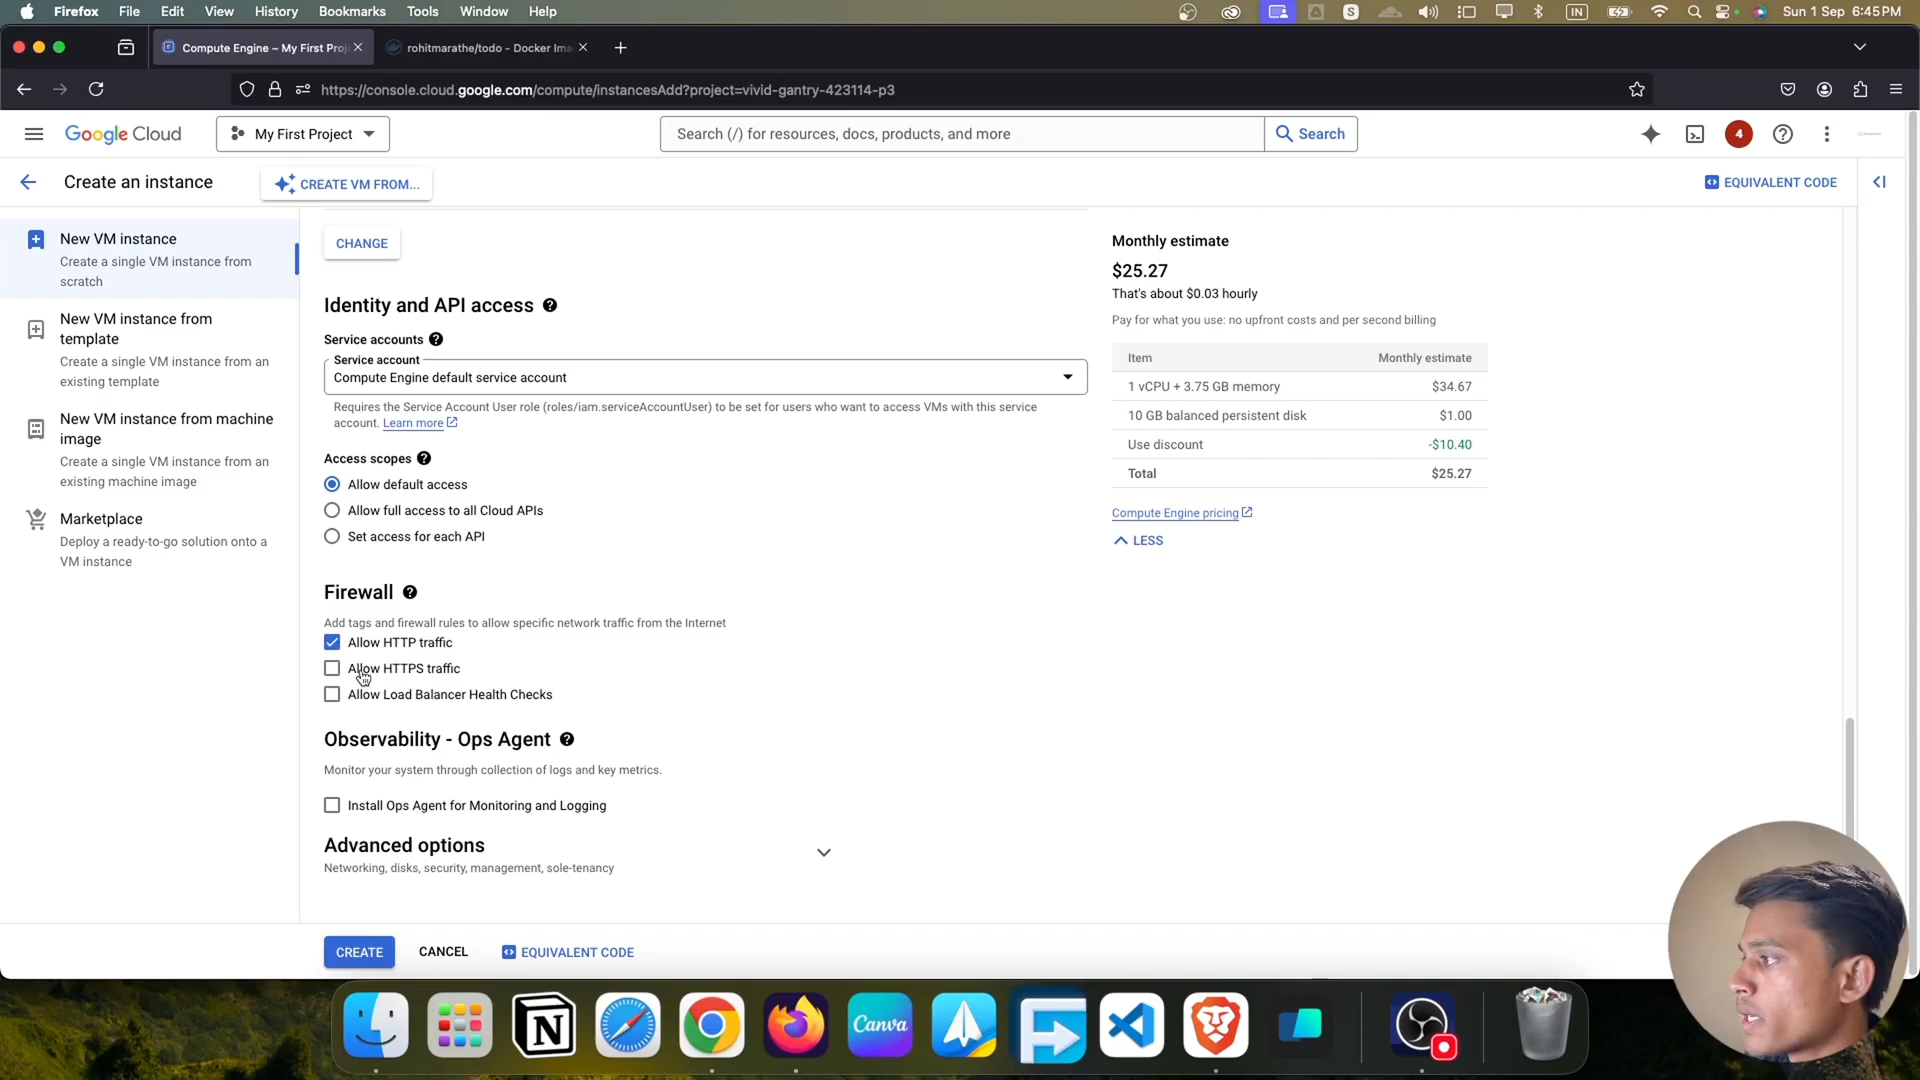 Firefox File Edit View History Bookmarks Tools Window Help
S
IN
Sun 1 Sep 6:45 PM
Compute Engine – My First Proj
rohitmarathe/todo - Docker Ima
https://console.cloud.google.com/compute/instancesAdd?project=vivid-gantry-423114-p3
Google Cloud
My First Project
Search (/) for resources, docs, products, and more
Search
4
Create an instance
CREATE VM FROM...
EQUIVALENT CODE
New VM instance
Create a single VM instance from
scratch
New VM instance from
template
Create a single VM instance from an
existing template
New VM instance from machine
image
Create a single VM instance from an
existing machine image
Marketplace
Deploy a ready-to-go solution onto a
VM instance
CHANGE
Identity and API access
Service accounts
Service account
Compute Engine default service account
Requires the Service Account User role (roles/iam.serviceAccountUser) to be set for users who want to access VMs with this service
account. Learn more
Access scopes
Allow default access
Allow full access to all Cloud APIs
Set access for each API
Firewall
Add tags and firewall rules to allow specific network traffic from the Internet
Allow HTTP traffic
Allow HTTPS traffic
Allow Load Balancer Health Checks
Observability - Ops Agent
Monitor your system through collection of logs and key metrics.
Install Ops Agent for Monitoring and Logging
Advanced options
Networking, disks, security, management, sole-tenancy
Monthly estimate
$25.27
That's about $0.03 hourly
Pay for what you use: no upfront costs and per second billing
Item Monthly estimate
1 vCPU + 3.75 GB memory $34.67
10 GB balanced persistent disk $1.00
Use discount -$10.40
Total $25.27
Compute Engine pricing
LESS
CREATE
CANCEL
EQUIVALENT CODE
Canva